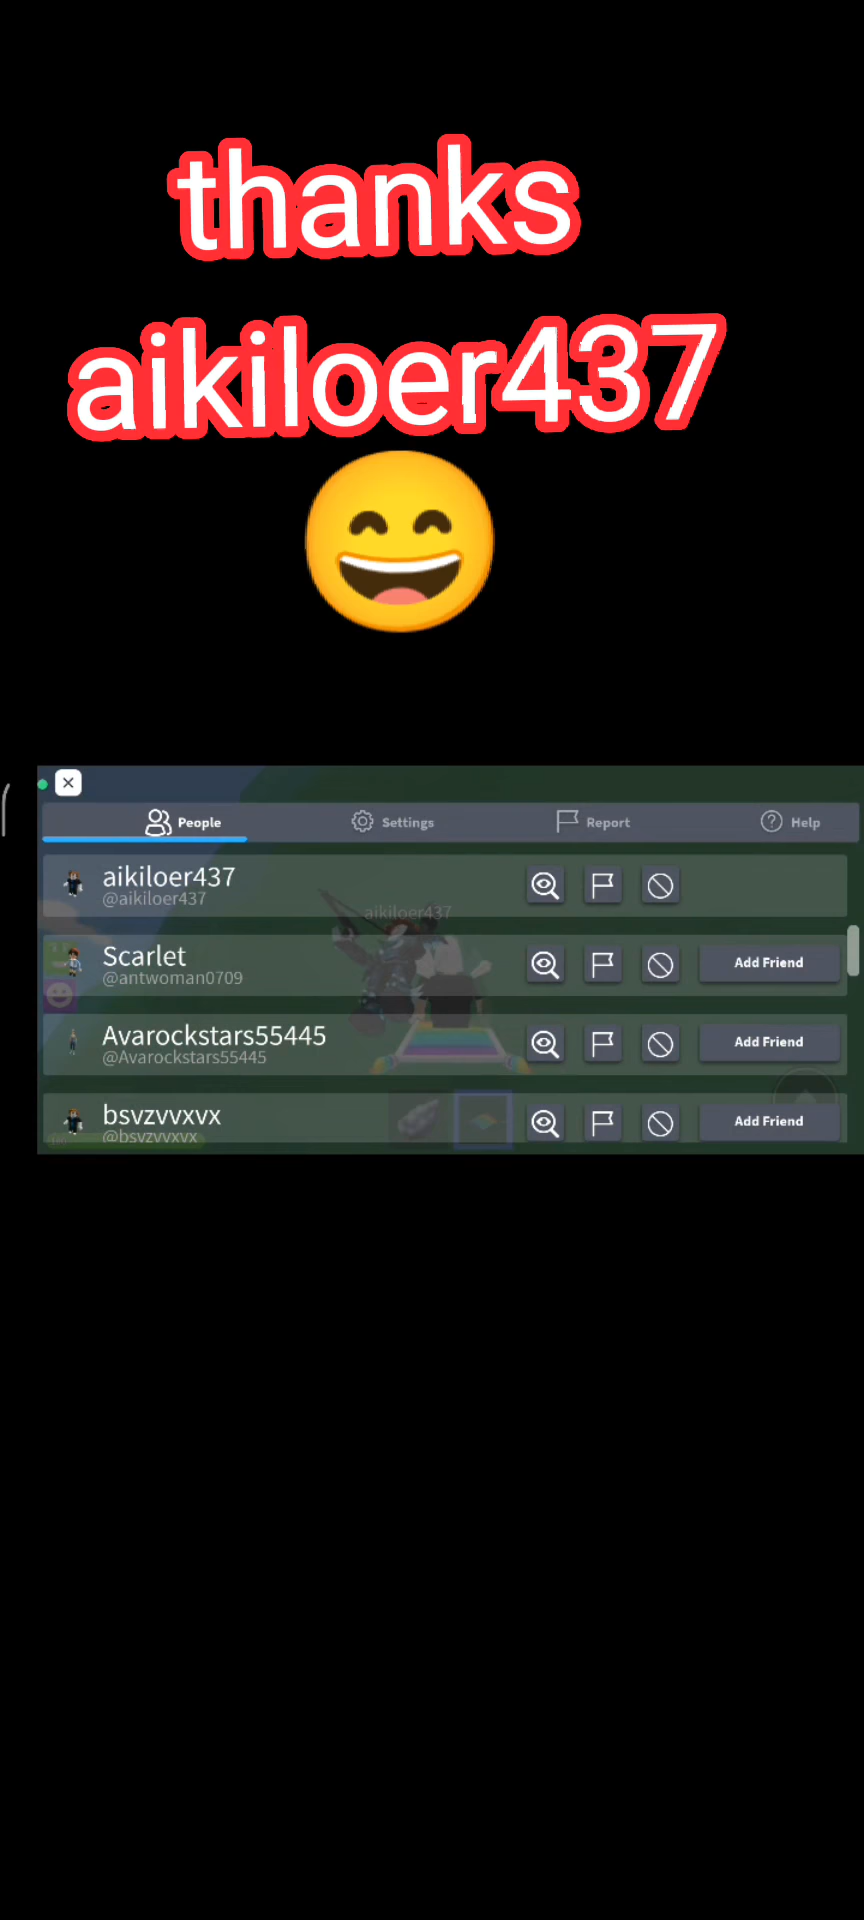 thanks
aikiloer437
People Settings Report Help
aikiloer437
@aikiloer437
aikiloer437
Scarlet
@antwoman0709
Add Friend
Avarockstars55445
@Avarockstars55445
Add Friend
bsvzvvxvx
@bsvzvvxvx
Add Friend